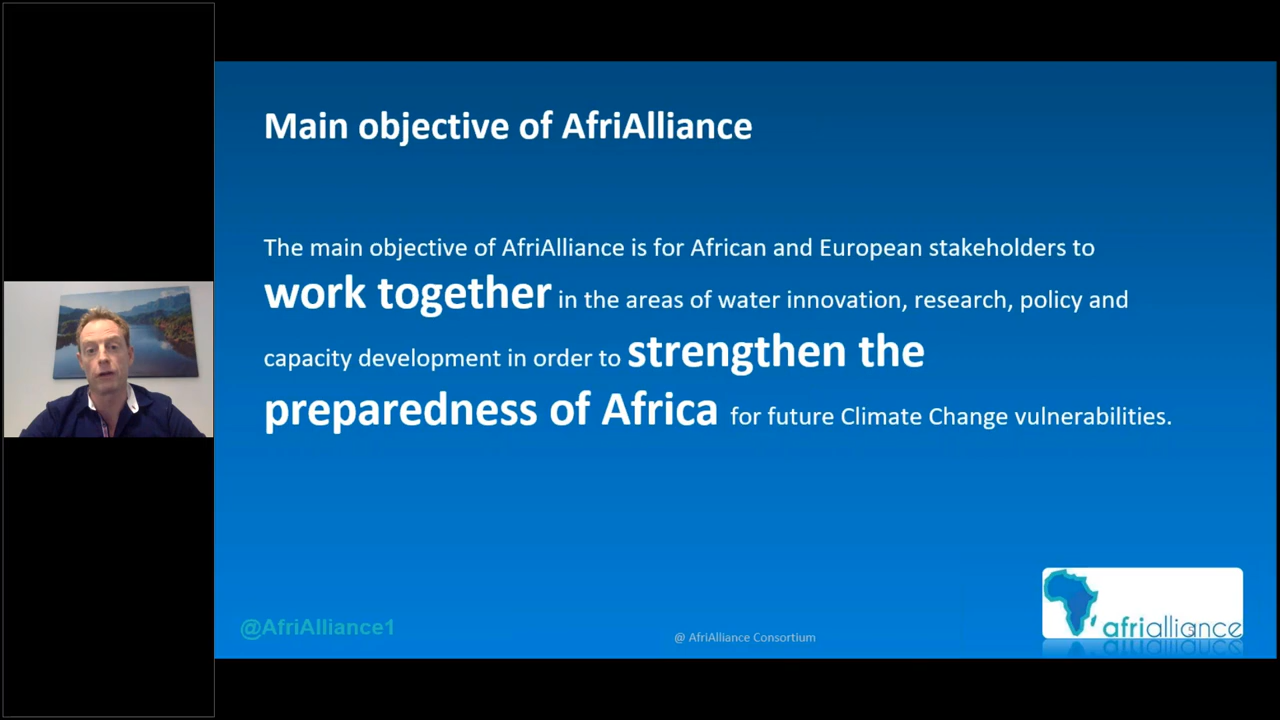 Main objective of AfriAlliance
The main objective of AfriAlliance is for African and European stakeholders to
work together in the areas of water innovation, research, policy and
capacity development in order to strengthen the
preparedness of Africa for future Climate Change vulnerabilities.
@AfriAlliance1
@ AfriAlliance Consortium
afrialliance